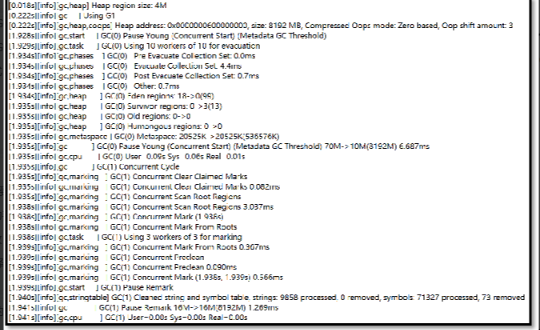 [0.018s][info][gc,heap] Heap region size: 4M
[0.222s][info][gc ] Using G1
[0.222s][info][gc,heap,coops] Heap address: 0x0000000600000000, size: 8192 MB, Compressed Oops mode: Zero based, Oop shift amount: 3
[1.928s][info][gc,start ] GC(0) Pause Young (Concurrent Start) (Metadata GC Threshold)
[1.929s][info][gc,task ] GC(0) Using 10 workers of 10 for evacuation
[1.934s][info][gc,phases ] GC(0) Pre Evacuate Collection Set: 0.0ms
[1.934s][info][gc,phases ] GC(0) Evacuate Collection Set: 4.4ms
[1.934s][info][gc,phases ] GC(0) Post Evacuate Collection Set: 0.7ms
[1.934s][info][gc,phases ] GC(0) Other: 0.7ms
[1.934s][info][gc,heap ] GC(0) Eden regions: 18->0(95)
[1.935s][info][gc,heap ] GC(0) Survivor regions: 0->3(13)
[1.935s][info][gc,heap ] GC(0) Old regions: 0->0
[1.935s][info][gc,heap ] GC(0) Humongous regions: 0->0
[1.935s][info][gc,metaspace ] GC(0) Metaspace: 20525K->20525K(536576K)
[1.935s][info][gc ] GC(0) Pause Young (Concurrent Start) (Metadata GC Threshold) 70M->10M(8192M) 6.687ms
[1.935s][info][gc,cpu ] GC(0) User=0.09s Sys=0.06s Real=0.01s
[1.935s][info][gc ] GC(1) Concurrent Cycle
[1.935s][info][gc,marking ] GC(1) Concurrent Clear Claimed Marks
[1.935s][info][gc,marking ] GC(1) Concurrent Clear Claimed Marks 0.082ms
[1.935s][info][gc,marking ] GC(1) Concurrent Scan Root Regions
[1.938s][info][gc,marking ] GC(1) Concurrent Scan Root Regions 3.037ms
[1.938s][info][gc,marking ] GC(1) Concurrent Mark (1.938s)
[1.938s][info][gc,marking ] GC(1) Concurrent Mark From Roots
[1.938s][info][gc,task ] GC(1) Using 3 workers of 3 for marking
[1.939s][info][gc,marking ] GC(1) Concurrent Mark From Roots 0.367ms
[1.939s][info][gc,marking ] GC(1) Concurrent Preclean
[1.939s][info][gc,marking ] GC(1) Concurrent Preclean 0.090ms
[1.939s][info][gc,marking ] GC(1) Concurrent Mark (1.938s, 1.939s) 0.566ms
[1.939s][info][gc,start ] GC(1) Pause Remark
[1.940s][info][gc,stringtable] GC(1) Cleaned string and symbol table, strings: 9858 processed, 0 removed, symbols: 71327 processed, 73 removed
[1.941s][info][gc ] GC(1) Pause Remark 16M->16M(8192M) 1.269ms
[1.941s][info][gc,cpu ] GC(1) User=0.00s Sys=0.00s Real=0.00s